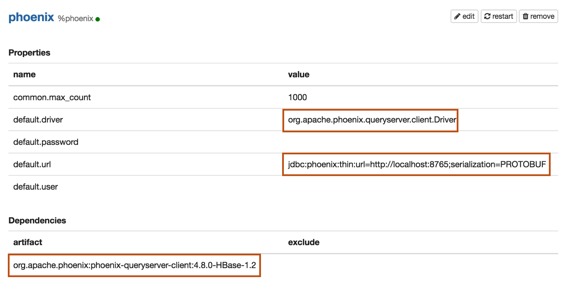 phoenix %phoenix edit restart remove
Properties
name value
common.max_count 1000
default.driver org.apache.phoenix.queryserver.client.Driver
default.password
default.url jdbc:phoenix:thin:url=http://localhost:8765;serialization=PROTOBUF
default.user
Dependencies
artifact exclude
org.apache.phoenix:phoenix-queryserver-client:4.8.0-HBase-1.2